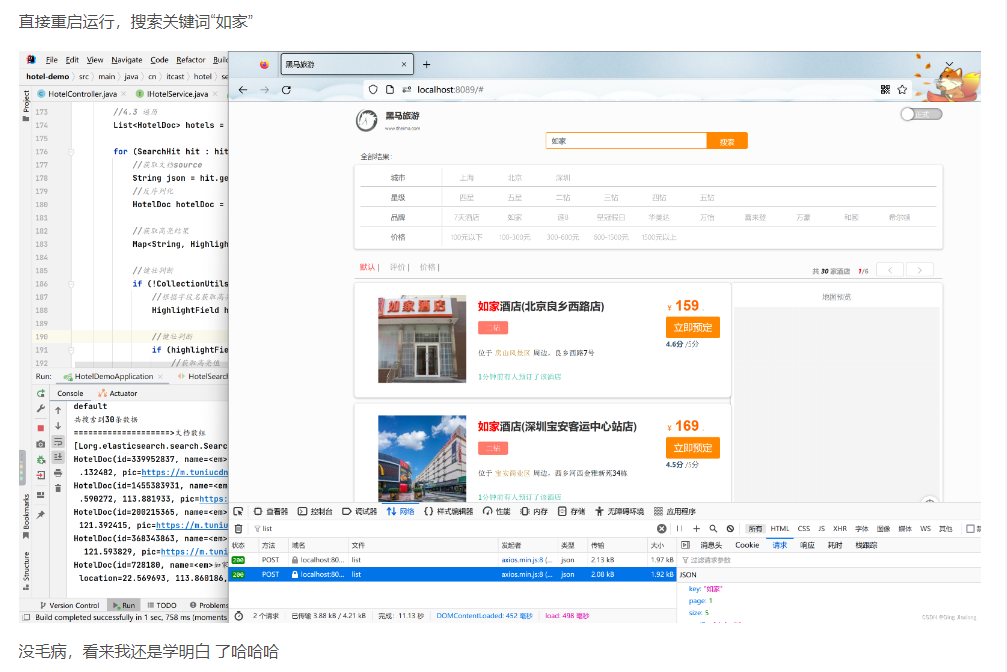 直接重启运行，搜索关键词“如家”
File Edit View Navigate Code Refactor
黑马旅游
hotel-demo src main java cn itcast hotel
localhost:8089/#
HotelController.java IHotelService.java
Project
173 //4.3 遍历
174 List<HotelDoc> hotels =
175
176 for (SearchHit hit : hit
177 //获取文档source
178 String json = hit.ge
179 //反序列化
180 HotelDoc hotelDoc =
181
182 //获取高亮结果
183 Map<String, Highligh
184
185 //健壮判断
186 if (!CollectionUtils
187 //根据字段名获取高
188 HighlightField h
189
190 //健壮判断
191 if (highlightFie
192 //获取高亮值
黑马旅游
www.itheima.com
正式
如家 搜索
全部结果:
城市 上海 北京 深圳
星级 四星 五星 二钻 三钻 四钻 五钻
品牌 7天酒店 如家 速8 皇冠假日 华美达 万怡 喜来登 万豪 和颐 希尔顿
价格 100元以下 100-300元 300-600元 600-1500元 1500元以上
默认| 评价| 价格|
共 30 家酒店 1/6
如家酒店(北京良乡西路店)
二钻
位于 房山风景区 周边，良乡西路7号
1分钟前有人预订了该酒店
¥ 159
立即预定
4.6分 /5分
地图预览
如家酒店(深圳宝安客运中心站店)
二钻
位于 宝安商业区 周边，西乡河西金雅新苑34栋
1分钟前有人预订了该酒店
¥ 169
立即预定
4.5分 /5分
Run: HotelDemoApplication HotelSearch
Console Actuator
default
共搜索到30条数据
====================>文档数组
[Lorg.elasticsearch.search.Sear
HotelDoc(id=339952837, name=<em>
.132482, pic=https://m.tuniucdn
HotelDoc(id=1455383931, name=<em
.590272, 113.881933, pic=https:
HotelDoc(id=200215365, name=<em>
121.392415, pic=https://m.tuniu
HotelDoc(id=368343863, name=<em>
121.593829, pic=https://m.tuni
HotelDoc(id=728180, name=<em>如家
location=22.569693, 113.860186,
Bookmarks
Structure
Version Control Run TODO Problems
Build completed successfully in 1 sec, 758 ms (moments
查看器 控制台 调试器 网络 样式编辑器 性能 内存 存储 无障碍环境 应用程序
list
所有 HTML CSS JS XHR 字体 图像 媒体 WS 其他
状态 方法 域名 文件 发起者 类型 传输 大小
消息头 Cookie 请求 响应 耗时 栈跟踪
200 POST localhost:80... list axios.min.js:8 (... json 2.13 kB 1.97 kB
过滤请求参数
200 POST localhost:80... list axios.min.js:8 (... json 2.08 kB 1.92 kB
JSON
key: "如家"
page: 1
size: 5
2 个请求 已传输 3.88 kB / 4.21 kB 完成：11.13 秒 DOMContentLoaded: 452 毫秒 load: 498 毫秒
没毛病，看来我还是学明白 了哈哈哈